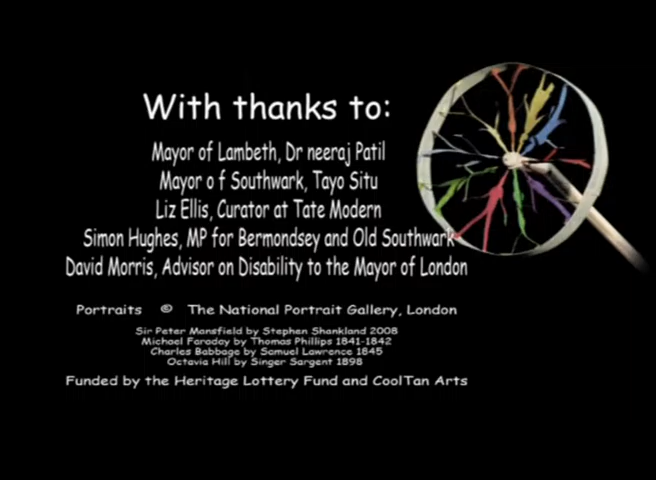 With thanks to:
Mayor of Lambeth, Dr neeraj Patil
Mayor o f Southwark, Tayo Situ
Liz Ellis, Curator at Tate Modern
Simon Hughes, MP for Bermondsey and Old Southwark
David Morris, Advisor on Disability to the Mayor of London
Portraits © The National Portrait Gallery, London
Sir Peter Mansfield by Stephen Shankland 2008
Michael Faraday by Thomas Phillips 1841-1842
Charles Babbage by Samuel Lawrence 1845
Octavia Hill by Singer Sargent 1898
Funded by the Heritage Lottery Fund and CoolTan Arts